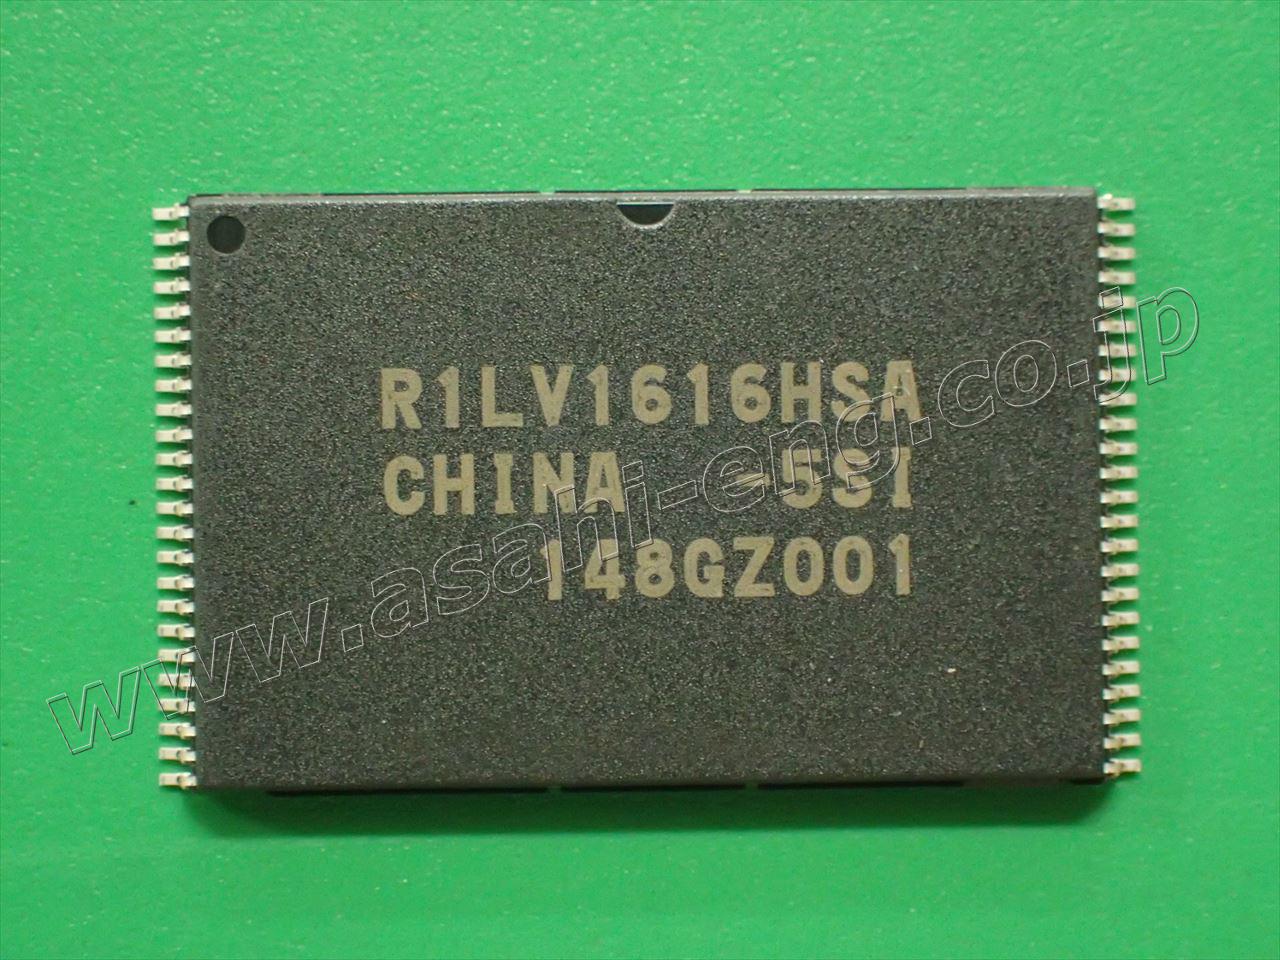 R1LV1616HSA
CHINA -5SI
148GZ001
www.asahi-eng.co.jp